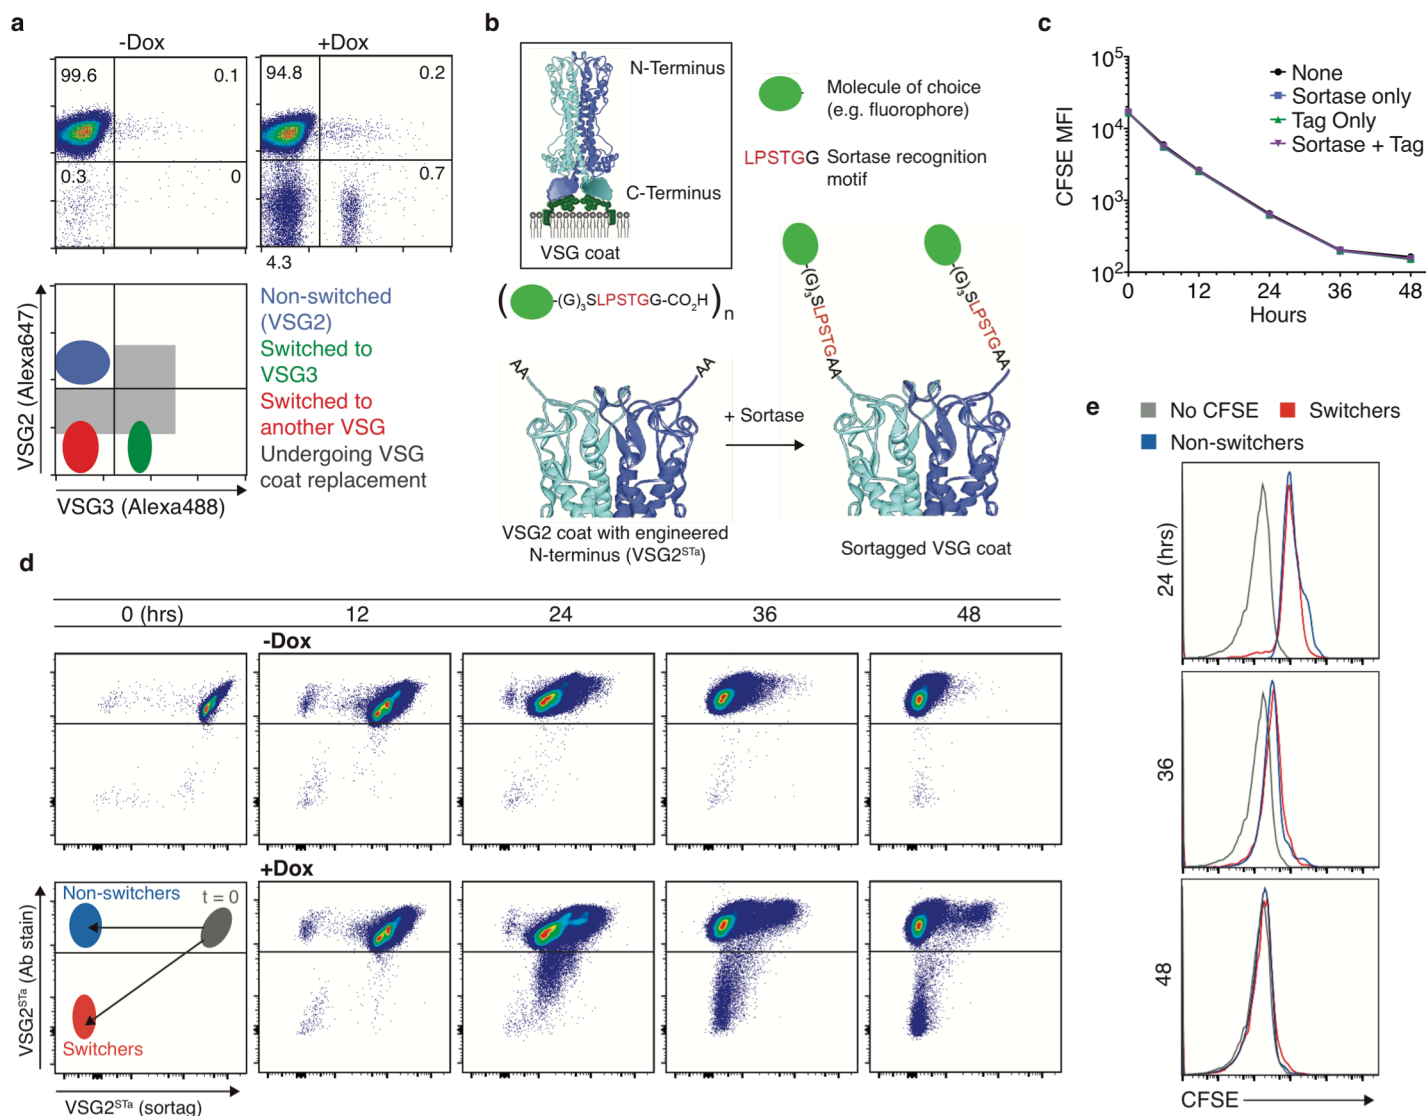 a
-Dox
+Dox
99.6
0.1
0.3
0
94.8
0.2
0.7
4.3
VSG2 (Alexa647)
VSG3 (Alexa488)
Non-switched
(VSG2)
Switched to
VSG3
Switched to
another VSG
Undergoing VSG
coat replacement
b
N-Terminus
C-Terminus
VSG coat
Molecule of choice
(e.g. fluorophore)
LPSTGG Sortase recognition
motif
( -(G)3SLPSTGG-CO2H )n
AA
AA
+ Sortase
-(G)3SLPSTGAA
-(G)3SLPSTGAA
VSG2 coat with engineered
N-terminus (VSG2STa)
Sortagged VSG coat
c
CFSE MFI
10^5
10^4
10^3
10^2
0 12 24 36 48
Hours
None
Sortase only
Tag Only
Sortase + Tag
d
0 (hrs) 12 24 36 48
-Dox
+Dox
Non-switchers
t = 0
Switchers
VSG2STa (Ab stain)
VSG2STa (sortag)
e
No CFSE
Switchers
Non-switchers
24 (hrs)
36
48
CFSE